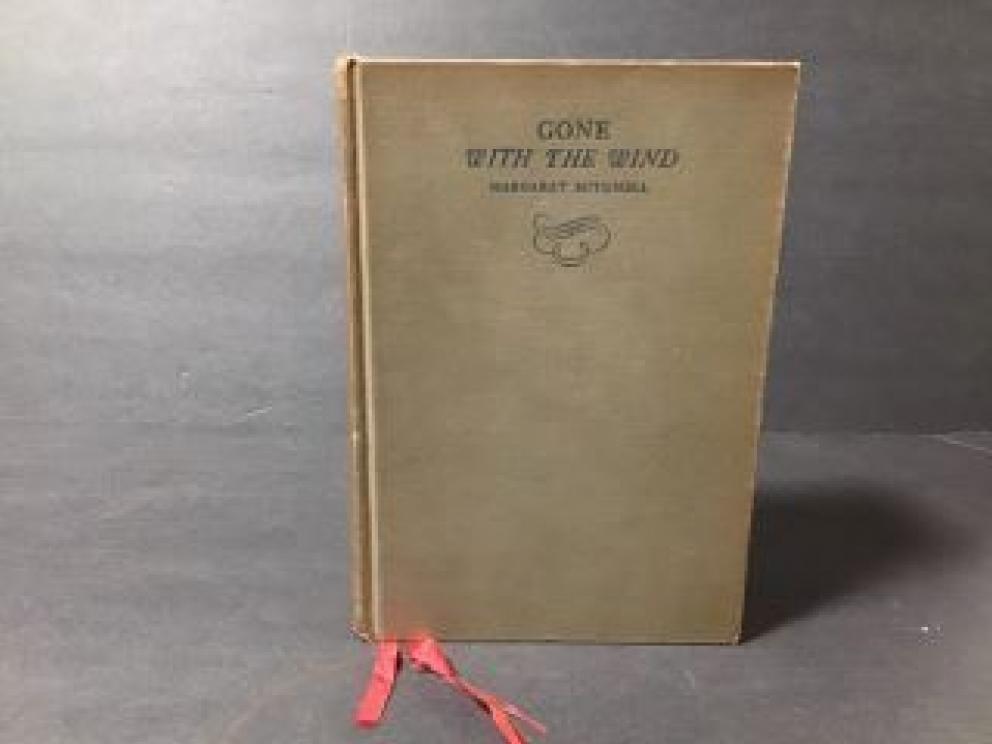 GONE
WITH THE WIND
MARGARET MITCHELL